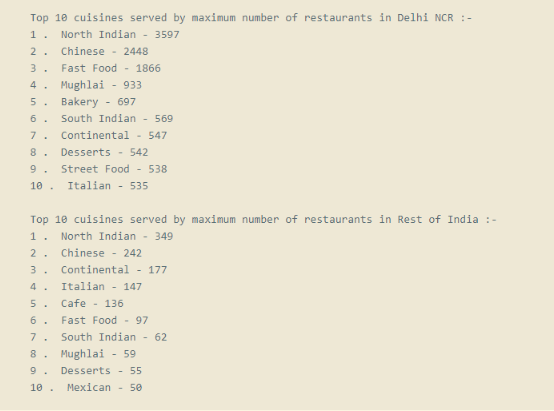 Top 10 cuisines served by maximum number of restaurants in Delhi NCR :-
1 .  North Indian - 3597
2 .  Chinese - 2448
3 .  Fast Food - 1866
4 .  Mughlai - 933
5 .  Bakery - 697
6 .  South Indian - 569
7 .  Continental - 547
8 .  Desserts - 542
9 .  Street Food - 538
10 .  Italian - 535

Top 10 cuisines served by maximum number of restaurants in Rest of India :-
1 .  North Indian - 349
2 .  Chinese - 242
3 .  Continental - 177
4 .  Italian - 147
5 .  Cafe - 136
6 .  Fast Food - 97
7 .  South Indian - 62
8 .  Mughlai - 59
9 .  Desserts - 55
10 .  Mexican - 50